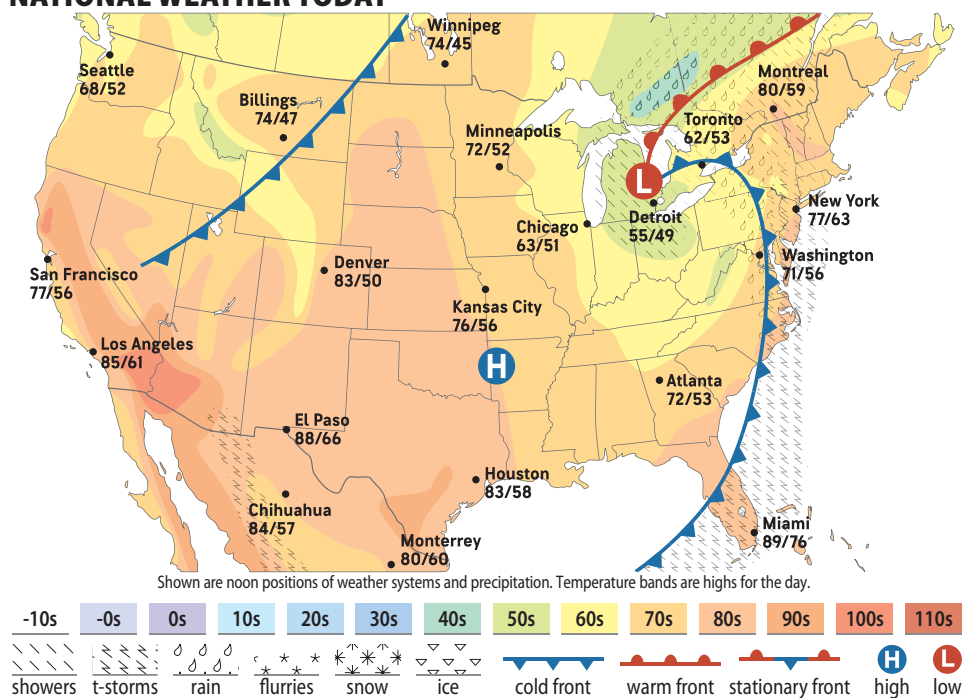 NATIONAL WEATHER TODAY
Winnipeg
74/45
Seattle
68/52
Billings
74/47
Minneapolis
72/52
Montreal
80/59
Toronto
62/53
L
Detroit
55/49
New York
77/63
Chicago
63/51
Washington
71/56
San Francisco
77/56
Denver
83/50
Kansas City
76/56
Los Angeles
85/61
H
Atlanta
72/53
El Paso
88/66
Houston
83/58
Chihuahua
84/57
Monterrey
80/60
Miami
89/76
Shown are noon positions of weather systems and precipitation. Temperature bands are highs for the day.
-10s -0s 0s 10s 20s 30s 40s 50s 60s 70s 80s 90s 100s 110s
H L
showers t-storms rain flurries snow ice cold front warm front stationary front high low